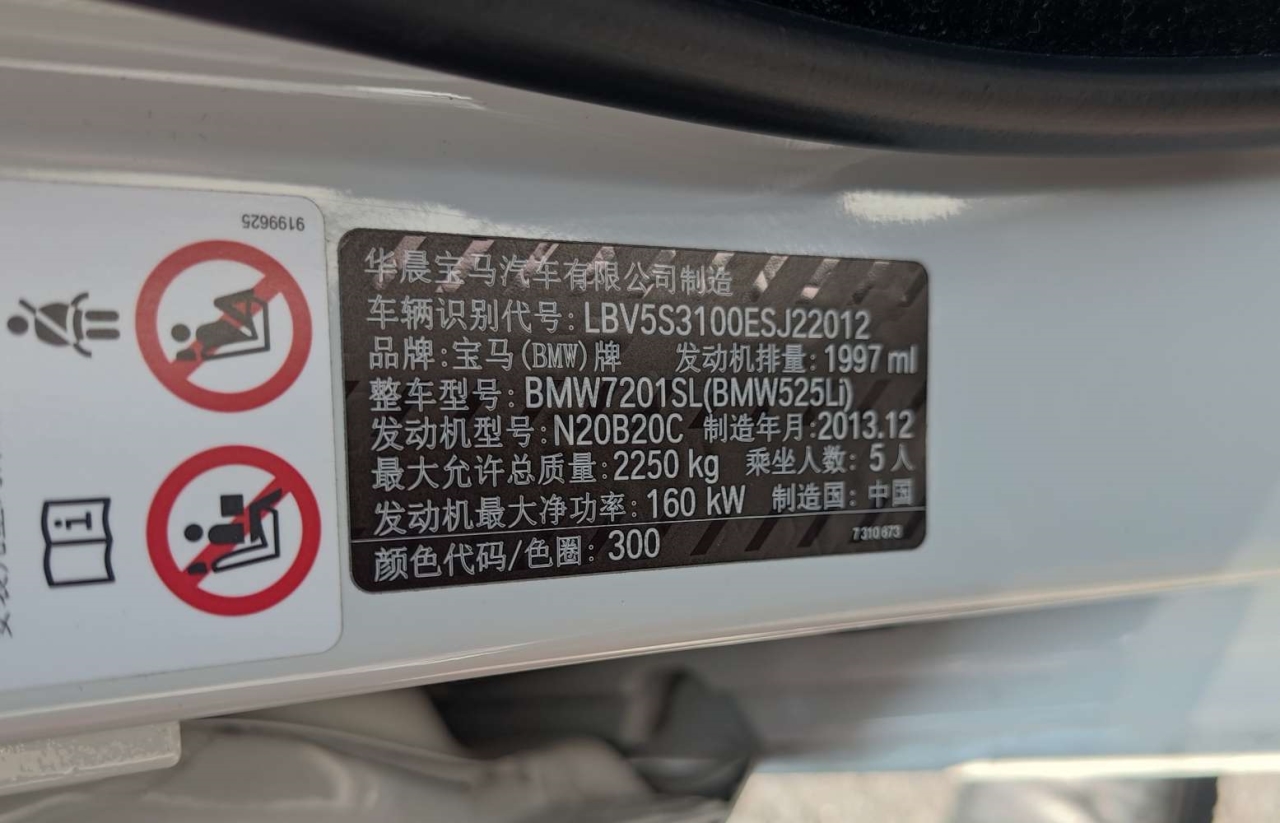 9199625
华晨宝马汽车有限公司制造
车辆识别代号: LBV5S3100ESJ22012
品牌: 宝马(BMW)牌 发动机排量: 1997 ml
整车型号: BMW7201SL(BMW525Li)
发动机型号: N20B20C 制造年月: 2013.12
最大允许总质量: 2250 kg 乘坐人数: 5人
发动机最大净功率: 160 kW 制造国: 中国
颜色代码/色圈: 300 7 310 673